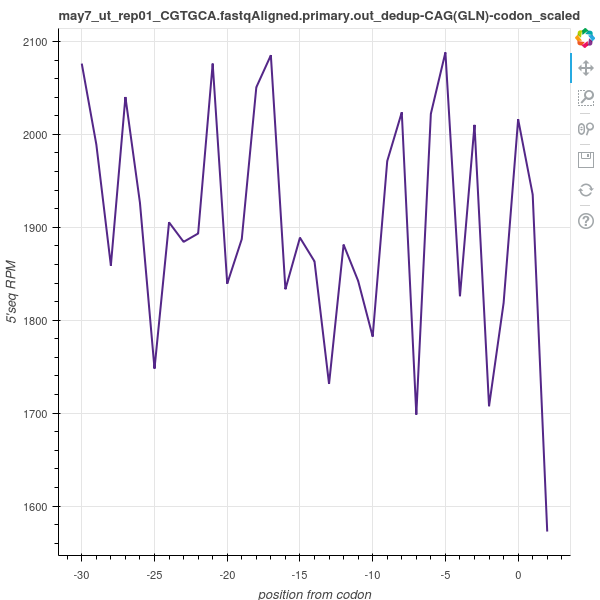 may7_ut_rep01_CGTGCA.fastqAligned.primary.out_dedup-CAG(GLN)-codon_scaled
2100
2000
1900
1800
1700
1600
5'seq RPM
-30 -25 -20 -15 -10 -5 0
position from codon